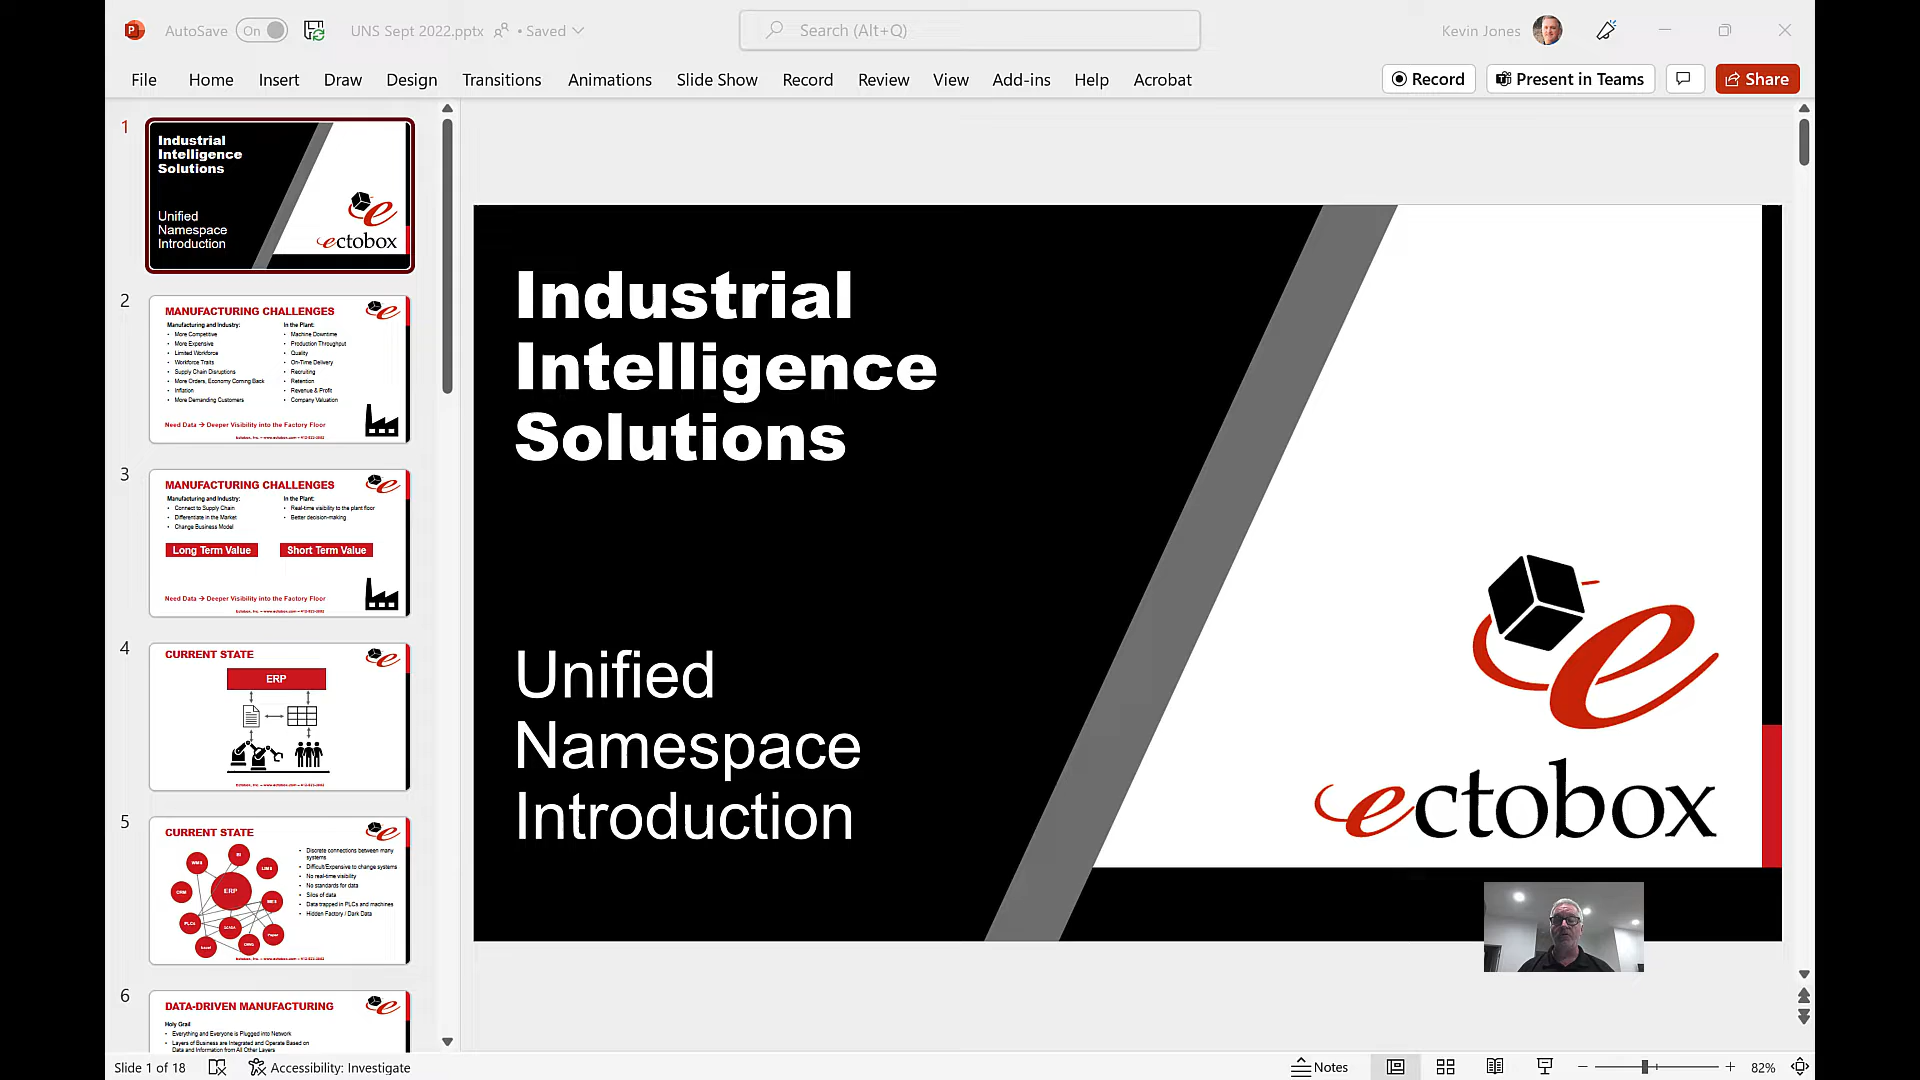 AutoSave On UNS Sept 2022.pptx • Saved Search (Alt+Q) Kevin Jones
File Home Insert Draw Design Transitions Animations Slide Show Record Review View Add-ins Help Acrobat Record Present in Teams Share
1
Industrial
Intelligence
Solutions
Unified
Namespace
Introduction
ectobox
2
MANUFACTURING CHALLENGES
Manufacturing and Industry:
• More Competitive
• More Expensive
• Limited Workforce
• Workforce Traits
• Supply Chain Disruptions
• More Orders, Economy Coming Back
• Inflation
• More Demanding Customers
In the Plant:
• Machine Downtime
• Production Throughput
• Quality
• On-Time Delivery
• Recruiting
• Retention
• Revenue & Profit
• Company Valuation
Need Data → Deeper Visibility into the Factory Floor
3
MANUFACTURING CHALLENGES
Manufacturing and Industry:
• Connect to Supply Chain
• Differentiate in the Market
• Change Business Model
In the Plant:
• Real-time visibility to the plant floor
• Better decision-making
Long Term Value Short Term Value
Need Data → Deeper Visibility into the Factory Floor
4
CURRENT STATE
ERP
5
CURRENT STATE
ERP
• Discrete connections between many
systems
• Difficult/Expensive to change systems
• No real-time visibility
• No standards for data
• Silos of data
• Data trapped in PLCs and machines
• Hidden Factory / Dark Data
6
DATA-DRIVEN MANUFACTURING
Holy Grail
• Everything and Everyone is Plugged into Network
• Layers of Business are Integrated and Operate Based on
Data and Information from All Other Layers
Industrial
Intelligence
Solutions
Unified
Namespace
Introduction
e
ectobox
Slide 1 of 18 Accessibility: Investigate Notes 82%